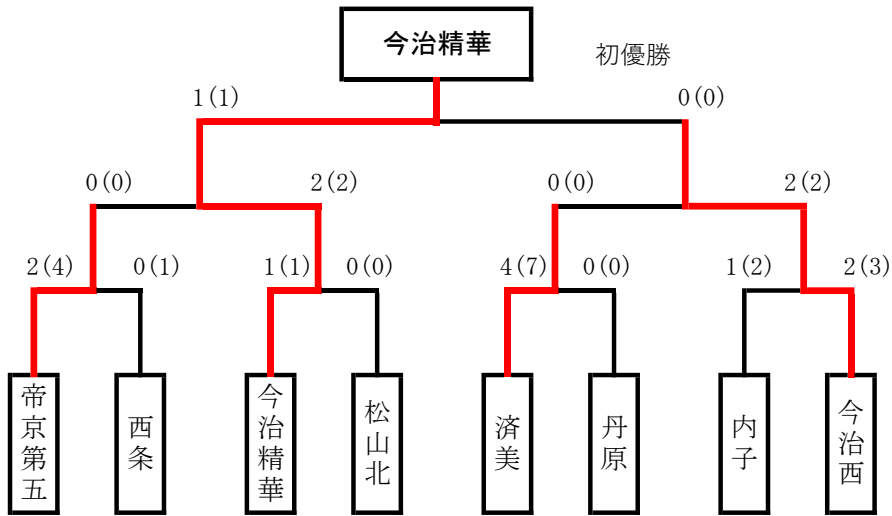 今治精華
初優勝
1(1)
0(0)
0(0)
2(2)
0(0)
2(2)
2(4)
0(1)
1(1)
0(0)
4(7)
0(0)
1(2)
2(3)
帝京第五
西条
今治精華
松山北
済美
丹原
内子
今治西